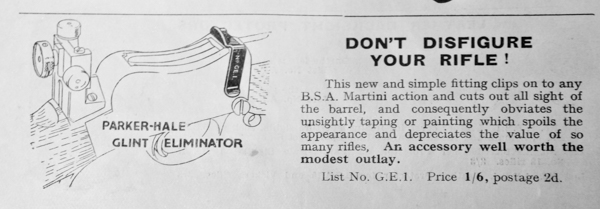 DON'T DISFIGURE
YOUR RIFLE !
This new and simple fitting clips on to any
B.S.A. Martini action and cuts out all sight of
the barrel, and consequently obviates the
unsightly taping or painting which spoils the
appearance and depreciates the value of so
many rifles, An accessory well worth the
modest outlay.
List No. G.E.1. Price 1/6, postage 2d.
PARKER-HALE
GLINT ELIMINATOR